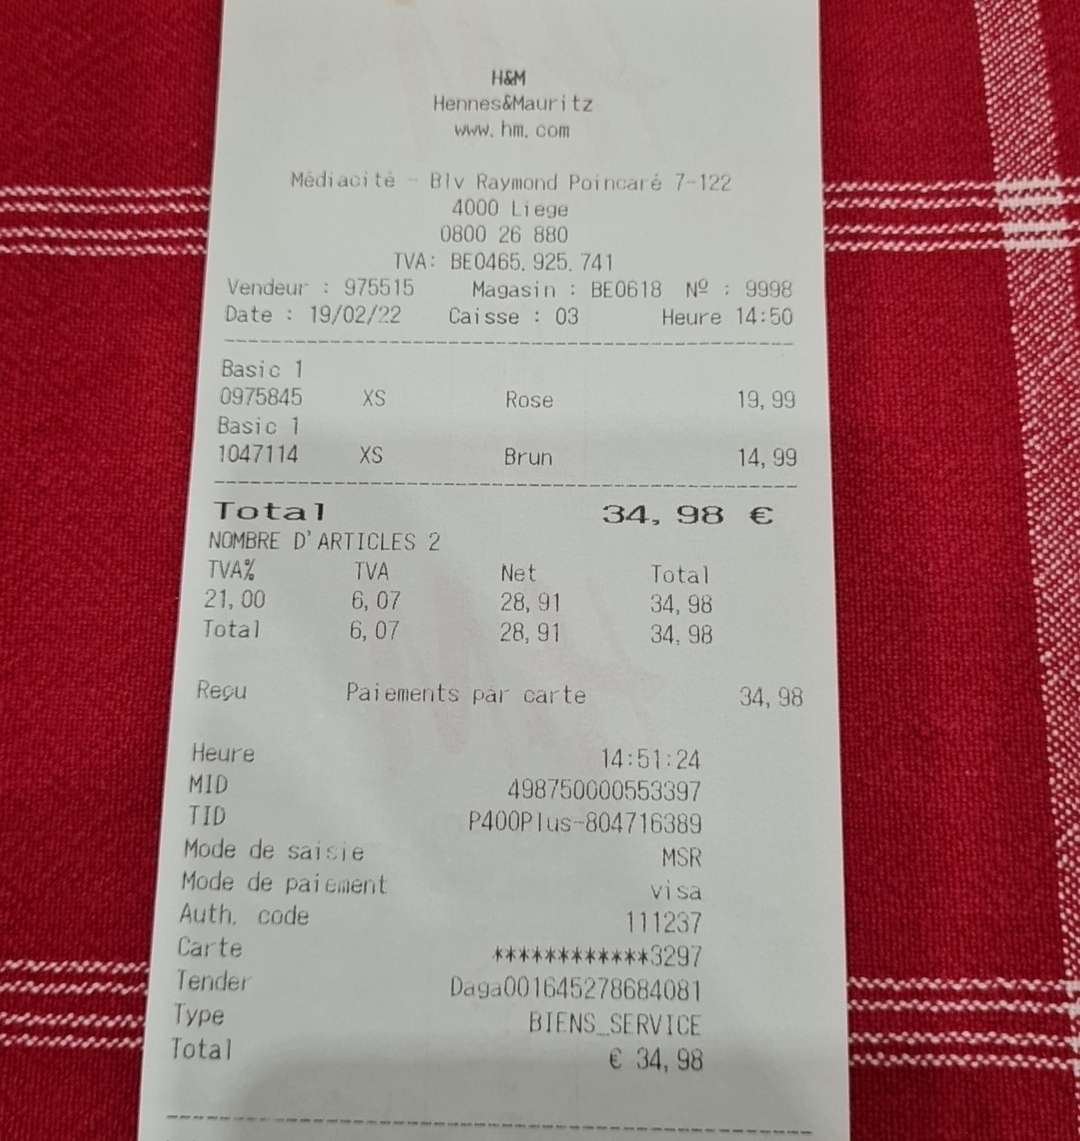 H&M
Hennes&Mauritz
www.hm.com
Médiacité - Blv Raymond Poincaré 7-122
4000 Liege
0800 26 880
TVA: BE0465.925.741
Vendeur : 975515 Magasin : BE0618 Nº : 9998
Date : 19/02/22 Caisse : 03 Heure 14:50
Basic 1
0975845 XS Rose 19,99
Basic 1
1047114 XS Brun 14,99
Total 34,98 €
NOMBRE D'ARTICLES 2
TVA% TVA Net Total
21,00 6,07 28,91 34,98
Total 6,07 28,91 34,98
Reçu Paiements par carte 34,98
Heure 14:51:24
MID 498750000553397
TID P400Plus-804716389
Mode de saisie MSR
Mode de paiement visa
Auth. code 111237
Carte ************3297
Tender Daga001645278684081
Type BIENS_SERVICE
Total € 34,98